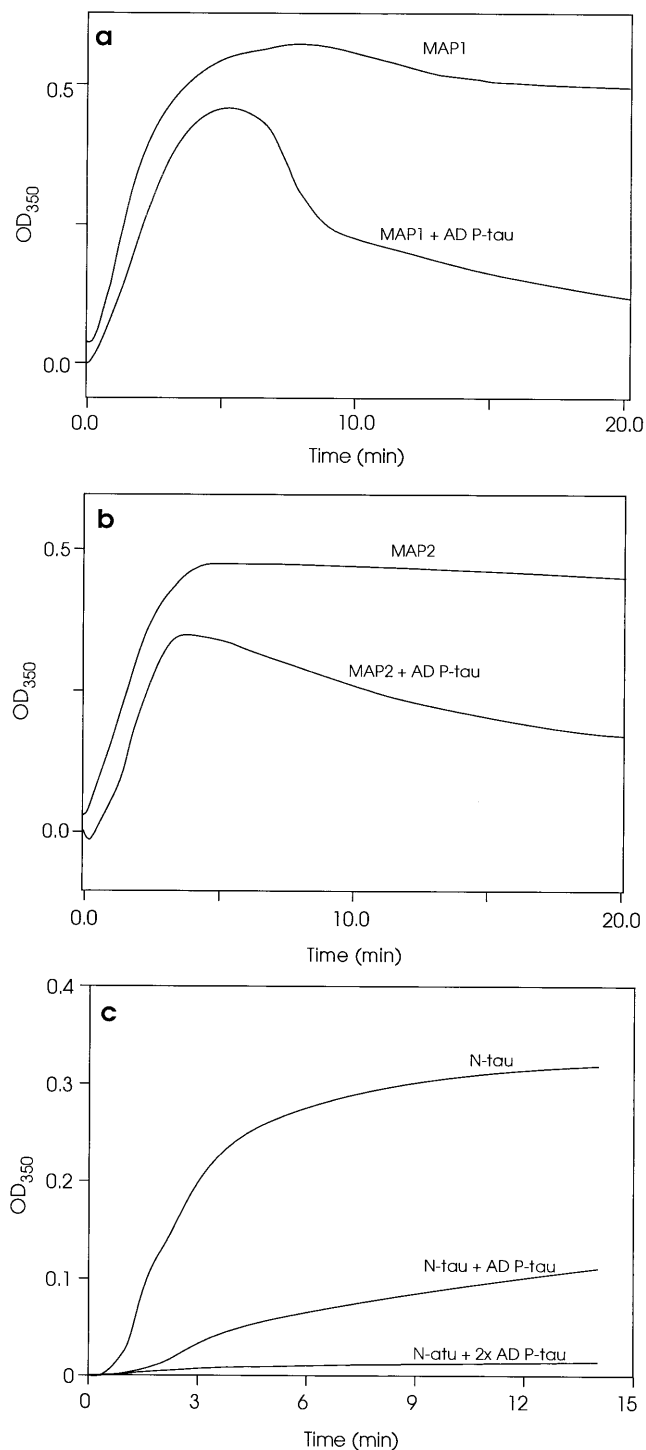 a
MAP1
0.5
MAP1 + AD P-tau
OD350
0.0
0.0 10.0 20.0
Time (min)
b
0.5
MAP2
MAP2 + AD P-tau
OD350
0.0
0.0 10.0 20.0
Time (min)
0.4
c
N-tau
0.3
OD350
0.2
N-tau + AD P-tau
0.1
N-atu + 2x AD P-tau
0
0 3 6 9 12 15
Time (min)